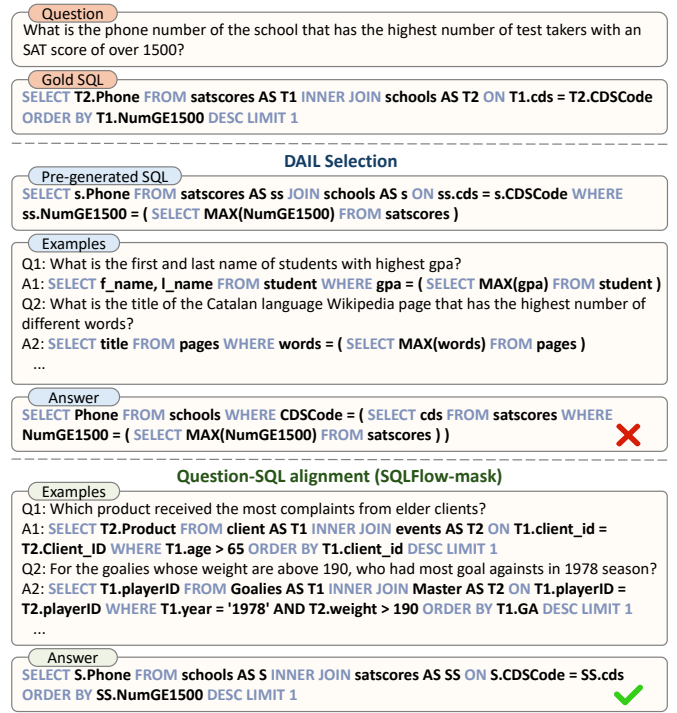 Question
What is the phone number of the school that has the highest number of test takers with an
SAT score of over 1500?
Gold SQL
SELECT T2.Phone FROM satscores AS T1 INNER JOIN schools AS T2 ON T1.cds = T2.CDSCode
ORDER BY T1.NumGE1500 DESC LIMIT 1
DAIL Selection
Pre-generated SQL
SELECT s.Phone FROM satscores AS ss JOIN schools AS s ON ss.cds = s.CDSCode WHERE
ss.NumGE1500 = ( SELECT MAX(NumGE1500) FROM satscores )
Examples
Q1: What is the first and last name of students with highest gpa?
A1: SELECT f_name, l_name FROM student WHERE gpa = ( SELECT MAX(gpa) FROM student )
Q2: What is the title of the Catalan language Wikipedia page that has the highest number of
different words?
A2: SELECT title FROM pages WHERE words = ( SELECT MAX(words) FROM pages )
...
Answer
SELECT Phone FROM schools WHERE CDSCode = ( SELECT cds FROM satscores WHERE
NumGE1500 = ( SELECT MAX(NumGE1500) FROM satscores ) )
Question-SQL alignment (SQLFlow-mask)
Examples
Q1: Which product received the most complaints from elder clients?
A1: SELECT T2.Product FROM client AS T1 INNER JOIN events AS T2 ON T1.client_id =
T2.Client_ID WHERE T1.age > 65 ORDER BY T1.client_id DESC LIMIT 1
Q2: For the goalies whose weight are above 190, who had most goal againsts in 1978 season?
A2: SELECT T1.playerID FROM Goalies AS T1 INNER JOIN Master AS T2 ON T1.playerID =
T2.playerID WHERE T1.year = '1978' AND T2.weight > 190 ORDER BY T1.GA DESC LIMIT 1
...
Answer
SELECT S.Phone FROM schools AS S INNER JOIN satscores AS SS ON S.CDSCode = SS.cds
ORDER BY SS.NumGE1500 DESC LIMIT 1